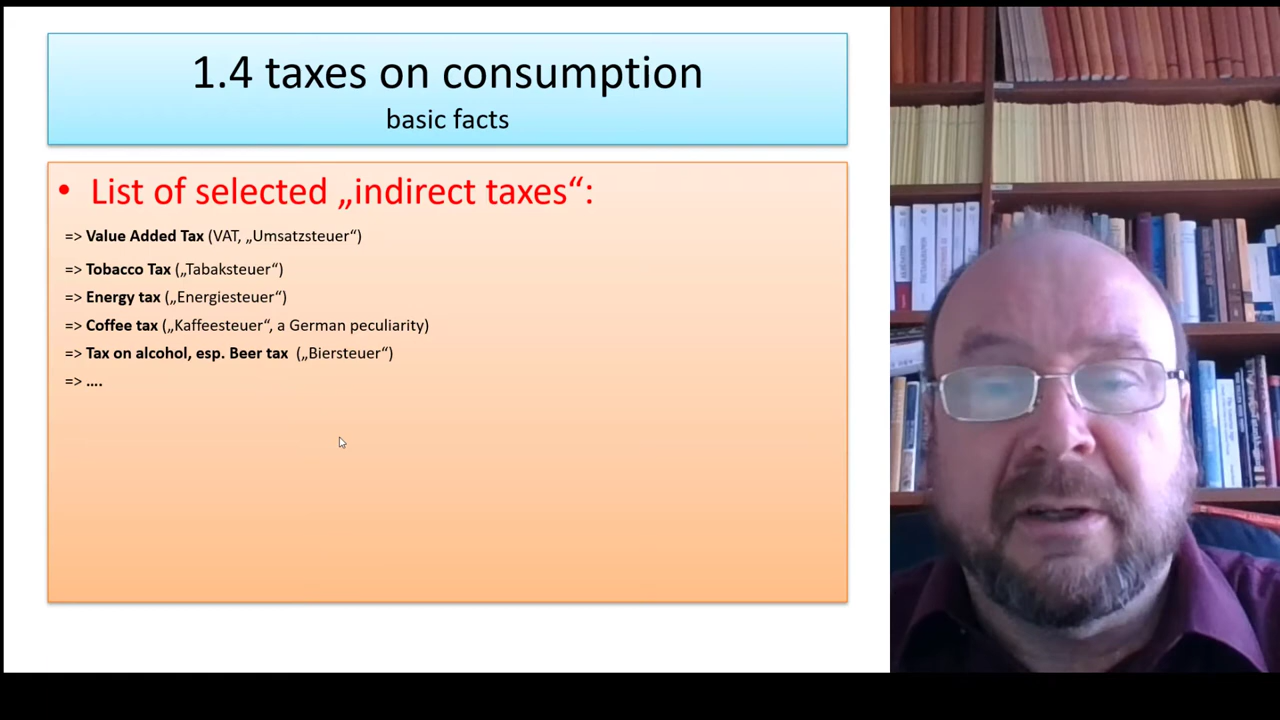 1.4 taxes on consumption
basic facts
• List of selected „indirect taxes“:
=> Value Added Tax (VAT, „Umsatzsteuer“)
=> Tobacco Tax („Tabaksteuer“)
=> Energy tax („Energiesteuer“)
=> Coffee tax („Kaffeesteuer“, a German peculiarity)
=> Tax on alcohol, esp. Beer tax („Biersteuer“)
=> ....